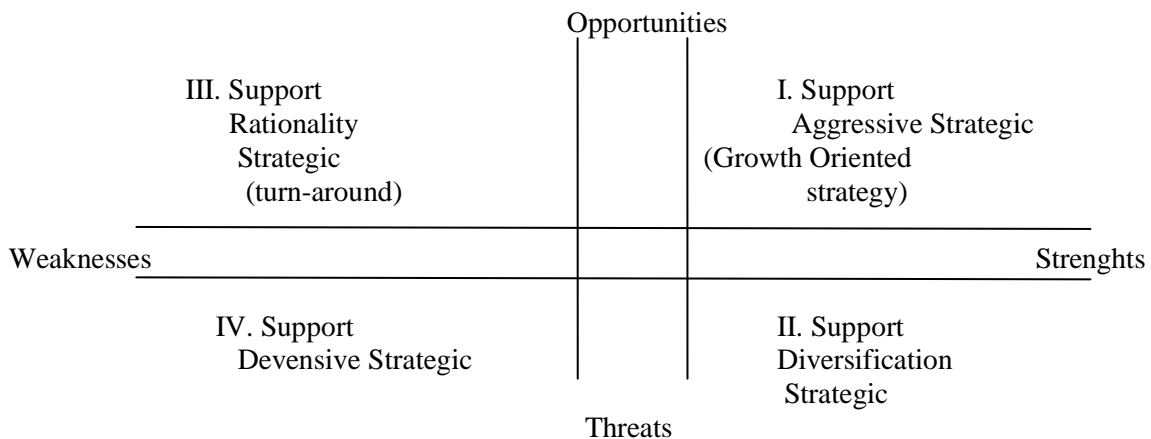 Opportunities
III. Support
Rationality
Strategic
(turn-around)
I. Support
Aggressive Strategic
(Growth Oriented
strategy)
Weaknesses
Strenghts
IV. Support
Devensive Strategic
II. Support
Diversification
Strategic
Threats